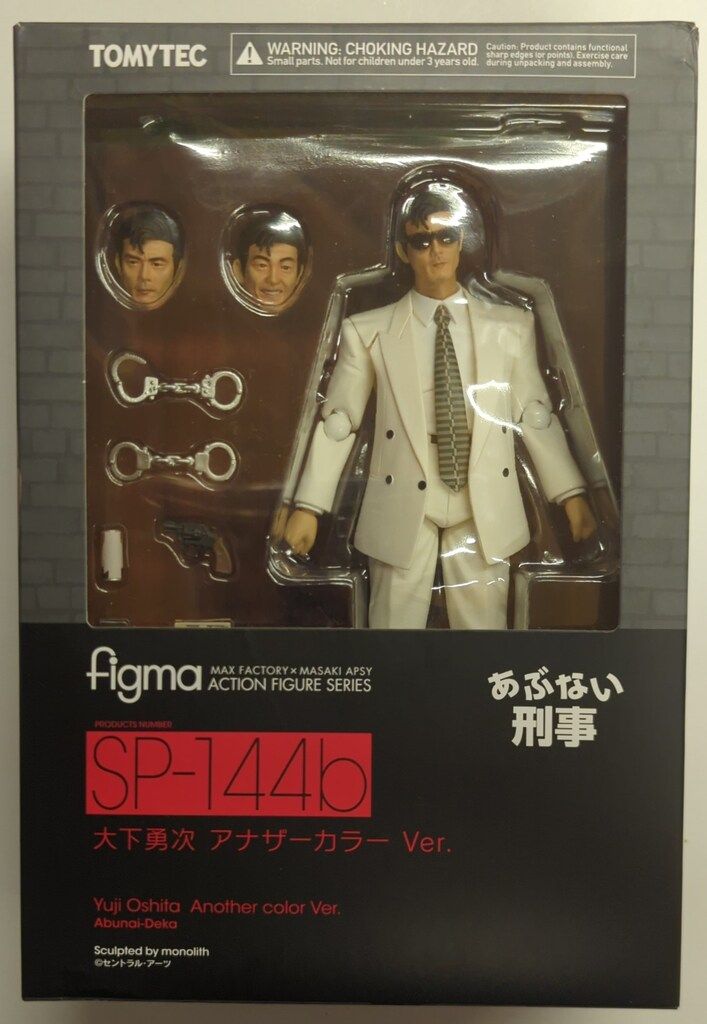 TOMYTEC
WARNING: CHOKING HAZARD
Small parts. Not for children under 3 years old.
Caution: Product contains functional
sharp edges (or points). Exercise care
during unpacking and assembly.
figma
MAX FACTORY×MASAKI APSY
ACTION FIGURE SERIES
あぶない
刑事
PRODUCTS NUMBER
SP-144b
大下勇次 アナザーカラー Ver.
Yuji Oshita Another color Ver.
Abunai-Deka
Sculpted by monolith
©セントラル・アーツ